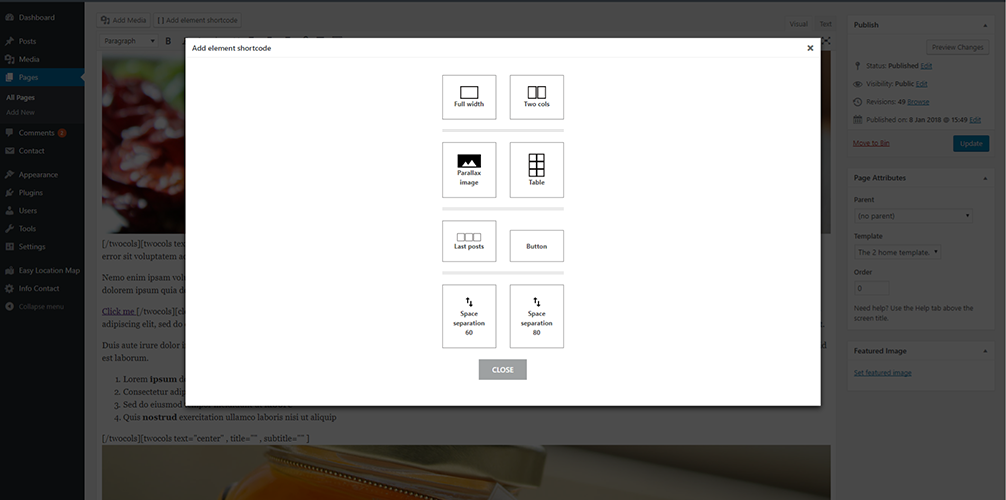 Dashboard
Posts
Media
Pages
All Pages
Add New
Comments 1
Contact
Appearance
Plugins
Users
Tools
Settings
Easy Location Map
Info Contact
Collapse menu
Add Media
[ ] Add element shortcode
Visual
Text
Paragraph
B
Add element shortcode
×
Full width
Two cols
Parallax
image
Table
Last posts
Button
Space
separation
60
Space
separation
80
CLOSE
[/twocols][twocols tex
error sit voluptatem a
Nemo enim ipsam vol
dolorem ipsum quia d
Click me [/twocols][cl
adipiscing elit, sed do
Duis aute irure dolor i
est laborum.
1. Lorem ipsum d
2. Consectetur adip
3. Sed do eiusmod
4. Quis nostrud exercitation ullamco laboris nisi ut aliquip
[/twocols][twocols text="center" , title="" , subtitle="" ]
Publish
Preview Changes
Status: Published Edit
Visibility: Public Edit
Revisions: 49 Browse
Published on: 8 Jan 2018 @ 15:49 Edit
Move to Bin
Update
Page Attributes
Parent
(no parent)
Template
The 2 home template.
Order
0
Need help? Use the Help tab above the
screen title.
Featured Image
Set featured image